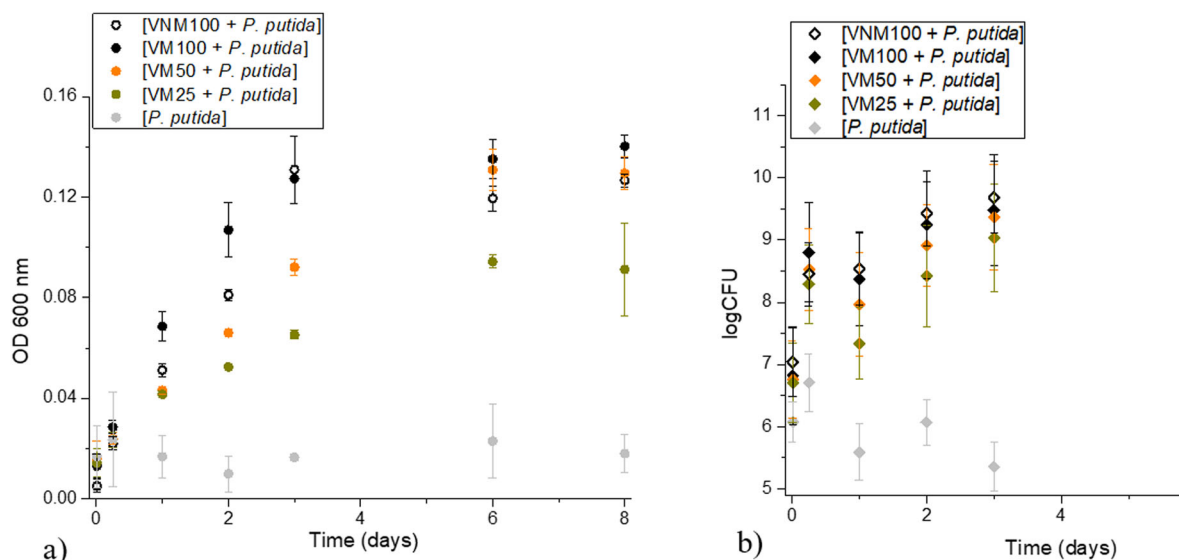 [VNM100 + P. putida]
[VM100 + P. putida]
[VM50 + P. putida]
[VM25 + P. putida]
[P. putida]
0.16
0.12
0.08
0.04
0.00
OD 600 nm
0 2 4 6 8
Time (days)
a)
[VNM100 + P. putida]
[VM100 + P. putida]
[VM50 + P. putida]
[VM25 + P. putida]
[P. putida]
11
10
9
8
7
6
5
logCFU
0 2 4
Time (days)
b)